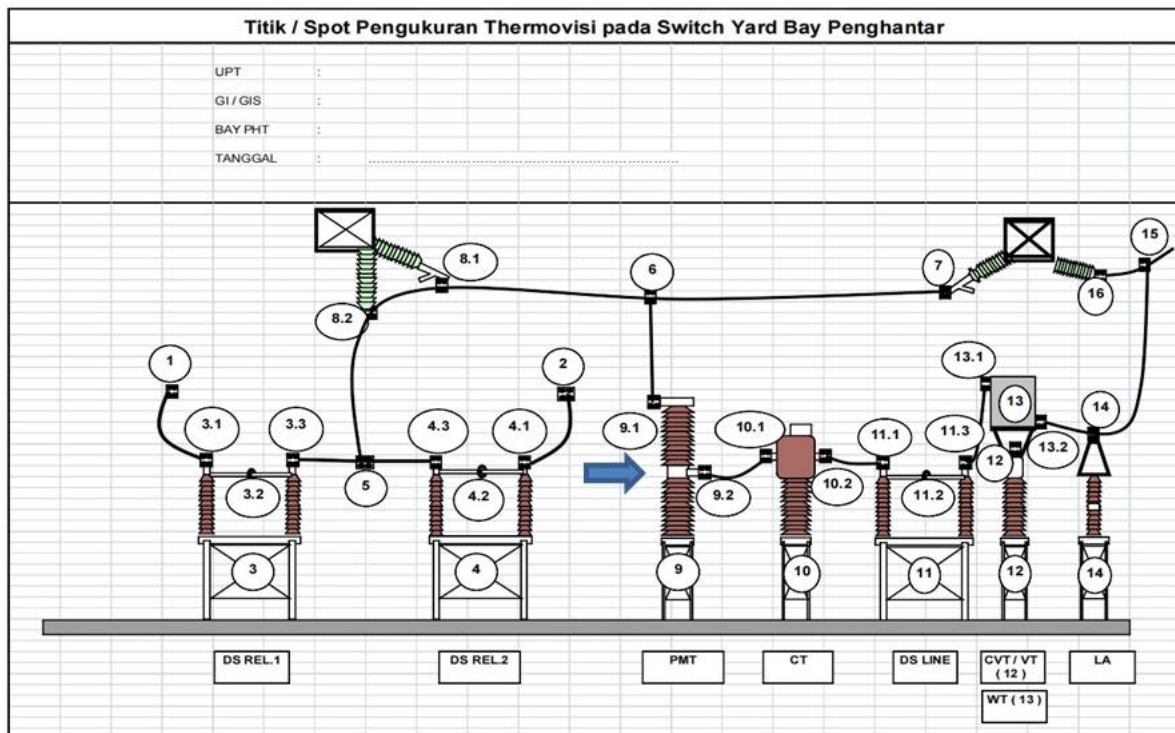 Titik / Spot Pengukuran Thermovisi pada Switch Yard Bay Penghantar
UPT :
GI / GIS :
BAY PHT :
TANGGAL : ......................................................................
8.1
8.2
6
7
15
16
1
2
3.1
3.3
3.2
5
4.3
4.1
4.2
9.1
9.2
10.1
10.2
11.1
11.3
11.2
13.1
13
12
13.2
14
3
4
9
10
11
12
14
DS REL.1
DS REL.2
PMT
CT
DS LINE
CVT / VT
( 12 )
LA
WT ( 13 )